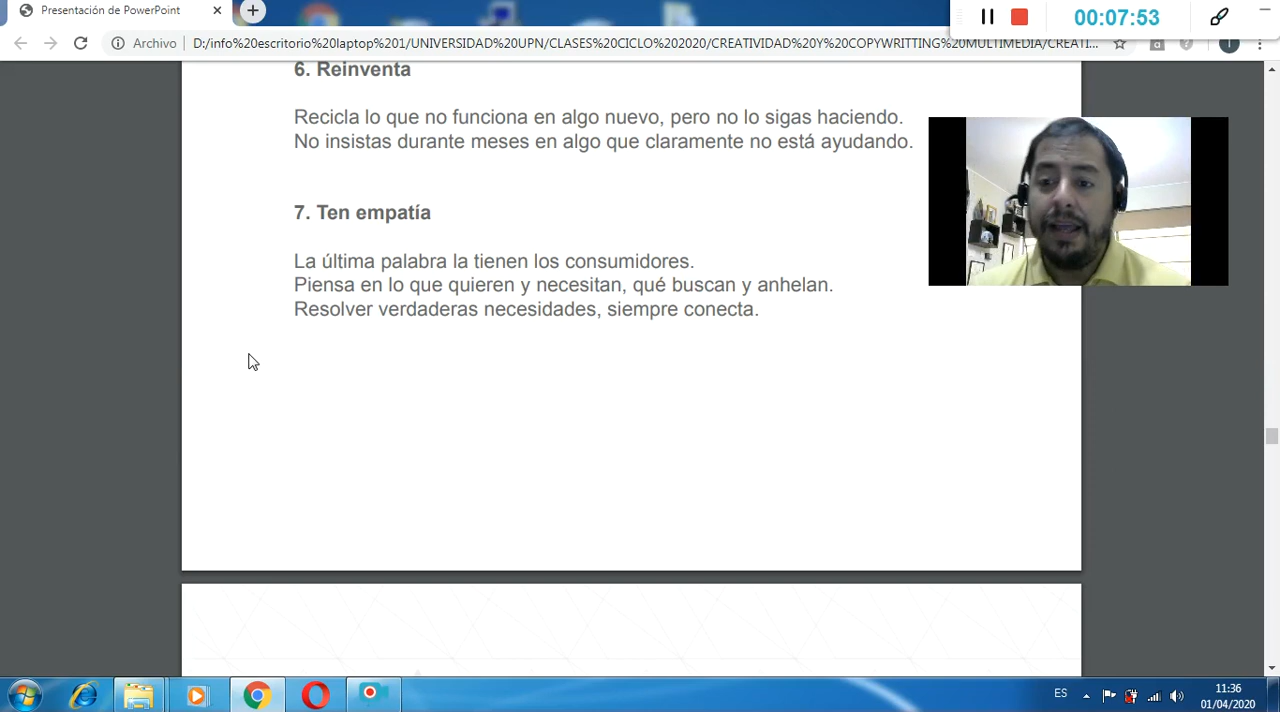 Presentación de PowerPoint
00:07:53
Archivo
D:/info%20escritorio%20laptop%201/UNIVERSIDAD%20UPN/CLASES%20CICLO%202020/CREATIVIDAD%20Y%20COPYWRITTING%20MULTIMEDIA/CREATI...
6. Reinventa
Recicla lo que no funciona en algo nuevo, pero no lo sigas haciendo.
No insistas durante meses en algo que claramente no está ayudando.
7. Ten empatía
La última palabra la tienen los consumidores.
Piensa en lo que quieren y necesitan, qué buscan y anhelan.
Resolver verdaderas necesidades, siempre conecta.
ES
11:36
01/04/2020